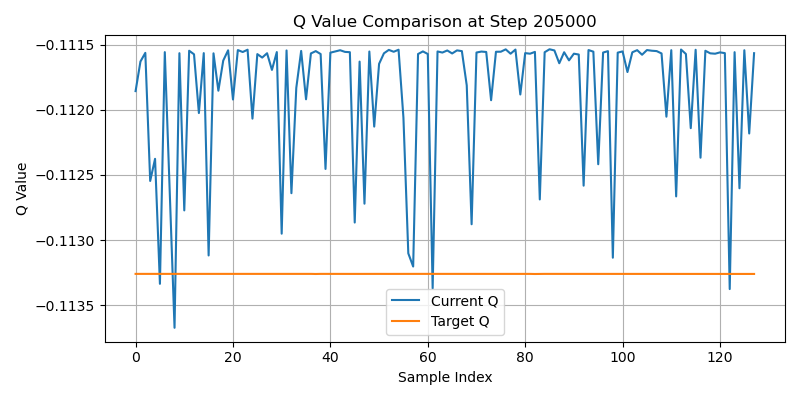 Q Value Comparison at Step 205000
−0.1115
−0.1120
−0.1125
−0.1130
−0.1135
Q Value
0 20 40 60 80 100 120
Sample Index
Current Q
Target Q